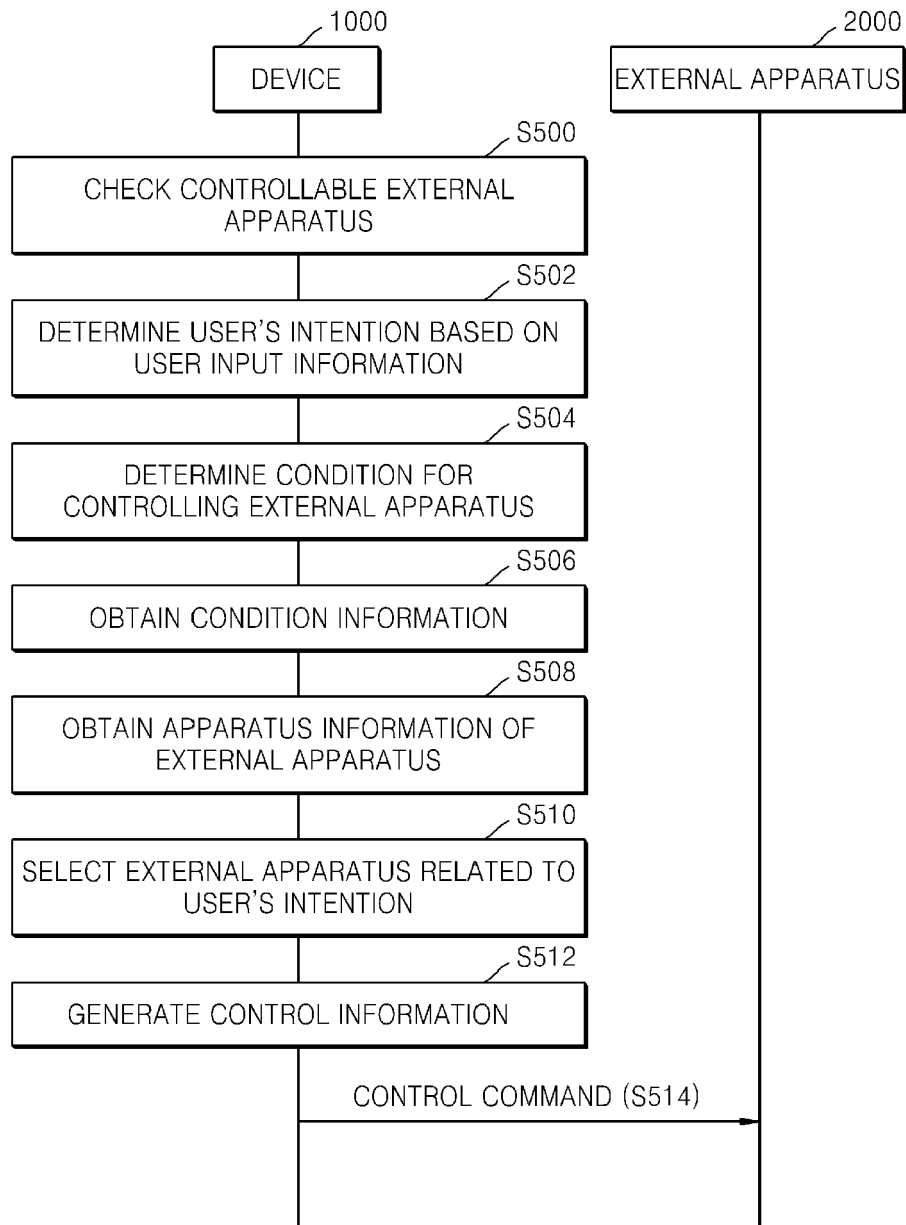 1000
2000
DEVICE
EXTERNAL APPARATUS
S500
CHECK CONTROLLABLE EXTERNAL
APPARATUS
S502
DETERMINE USER'S INTENTION BASED ON
USER INPUT INFORMATION
S504
DETERMINE CONDITION FOR
CONTROLLING EXTERNAL APPARATUS
S506
OBTAIN CONDITION INFORMATION
S508
OBTAIN APPARATUS INFORMATION OF
EXTERNAL APPARATUS
S510
SELECT EXTERNAL APPARATUS RELATED TO
USER'S INTENTION
S512
GENERATE CONTROL INFORMATION
CONTROL COMMAND (S514)